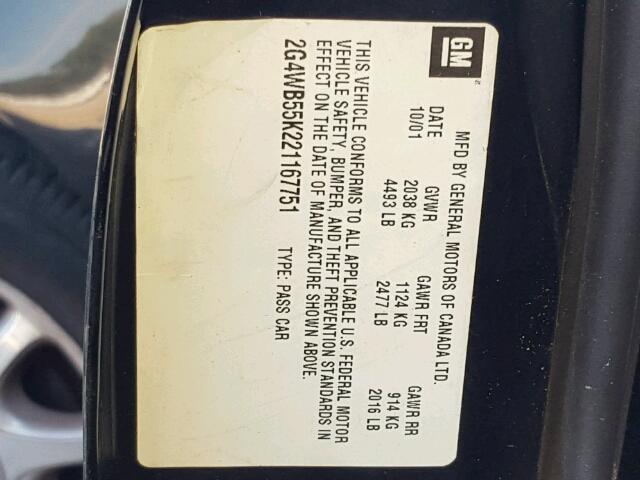 GM
MFD BY GENERAL MOTORS OF CANADA LTD.
DATE GVWR GAWR FRT GAWR RR
10/01 2038 KG 1124 KG 914 KG
4493 LB 2477 LB 2016 LB
THIS VEHICLE CONFORMS TO ALL APPLICABLE U.S. FEDERAL MOTOR
VEHICLE SAFETY, BUMPER, AND THEFT PREVENTION STANDARDS IN
EFFECT ON THE DATE OF MANUFACTURE SHOWN ABOVE.
2G4WB55K221167751 TYPE: PASS CAR